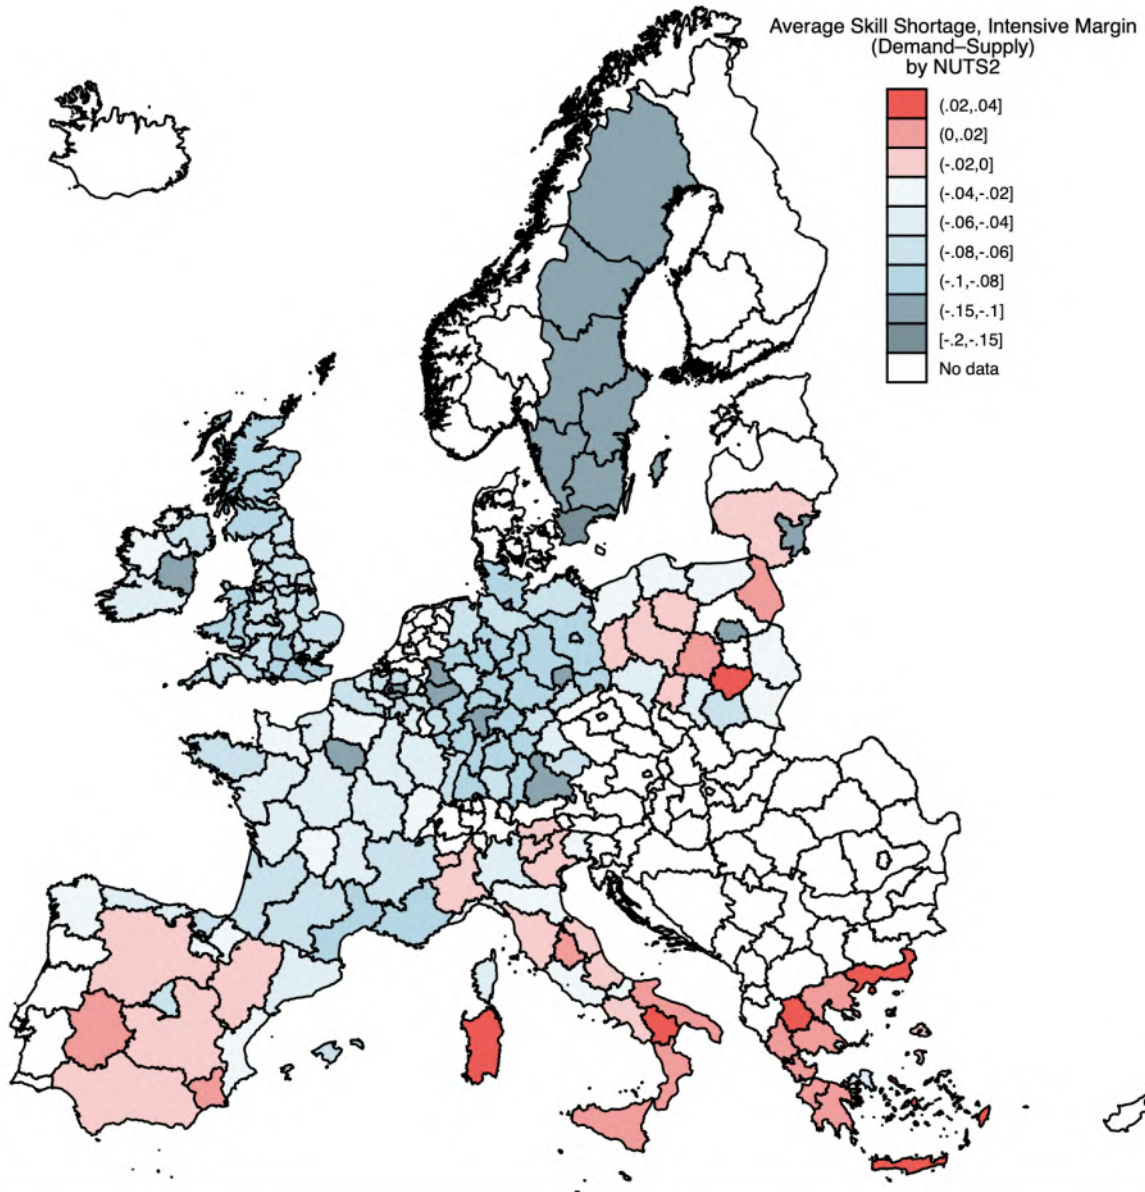 Average Skill Shortage, Intensive Margin
(Demand–Supply)
by NUTS2
(.02,.04]
(0,.02]
(-.02,0]
(-.04,-.02]
(-.06,-.04]
(-.08,-.06]
(-.1,-.08]
(-.15,-.1]
[-.2,-.15]
No data